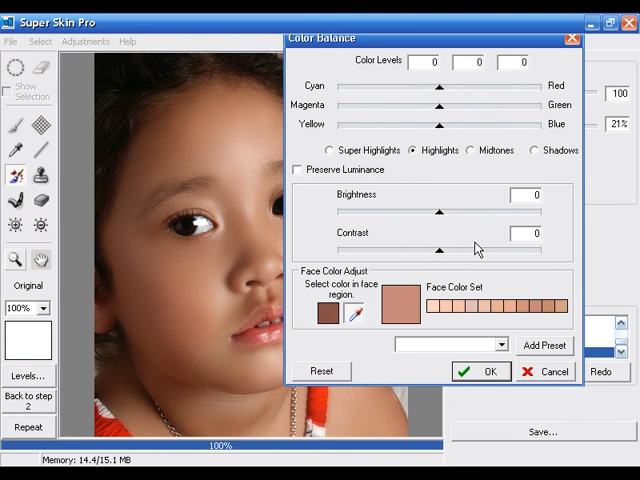 Super Skin Pro
File Select Adjustments Help
Show
Selection
Original
100%
Levels...
Back to step
2
Repeat
Color Balance
Color Levels 0 0 0
Cyan Red
Magenta Green
Yellow Blue
Super Highlights Highlights Midtones Shadows
Preserve Luminance
Brightness 0
Contrast 0
Face Color Adjust
Select color in face
region.
Face Color Set
Add Preset
Reset OK Cancel
100
21%
Redo
Save...
100%
Memory: 14.4/15.1 MB